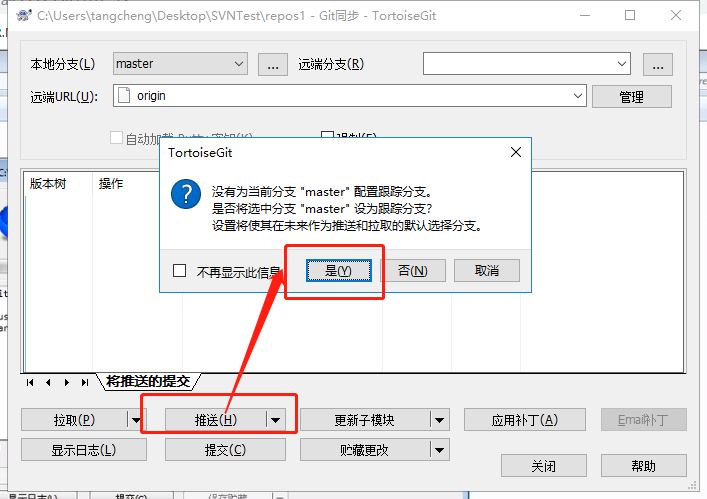 C:\Users\tangcheng\Desktop\SVNTest\repos1 - Git同步 - TortoiseGit
本地分支(L)
master
...
远端分支(R)
...
远端URL(U):
origin
管理
自动加载 Putty 密钥(K)
强制(F)
TortoiseGit
没有为当前分支 "master" 配置跟踪分支。
是否将选中分支 "master" 设为跟踪分支?
设置将使其在未来作为推送和拉取的默认选择分支。
不再显示此信息
是(Y)
否(N)
取消
版本树
操作
将推送的提交
拉取(P)
推送(H)
更新子模块
应用补丁(A)
Email补丁
显示日志(L)
提交(C)
贮藏更改
关闭
帮助